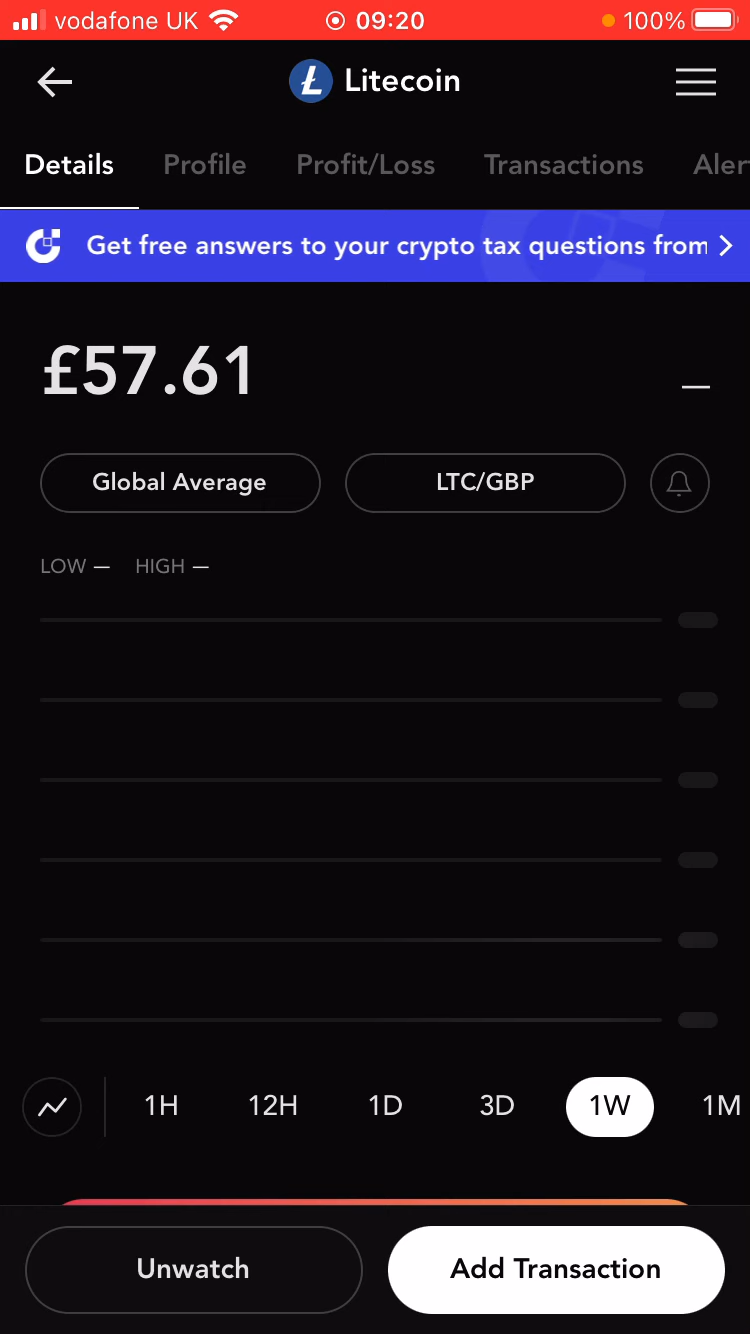 vodafone UK 09:20 100%
Litecoin
Details Profile Profit/Loss Transactions Aler
Get free answers to your crypto tax questions from
£57.61 —
Global Average LTC/GBP
LOW — HIGH —
1H 12H 1D 3D 1W 1M
Unwatch Add Transaction